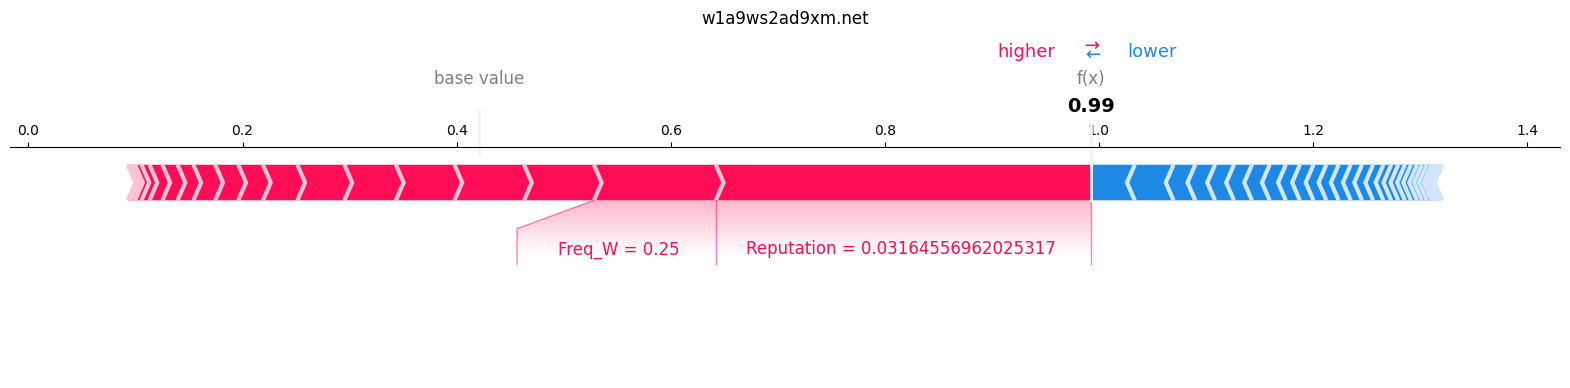 w1a9ws2ad9xm.net
higher ⇄ lower
base value f(x)
0.99
0.0 0.2 0.4 0.6 0.8 1.0 1.2 1.4
Freq_W = 0.25 Reputation = 0.03164556962025317